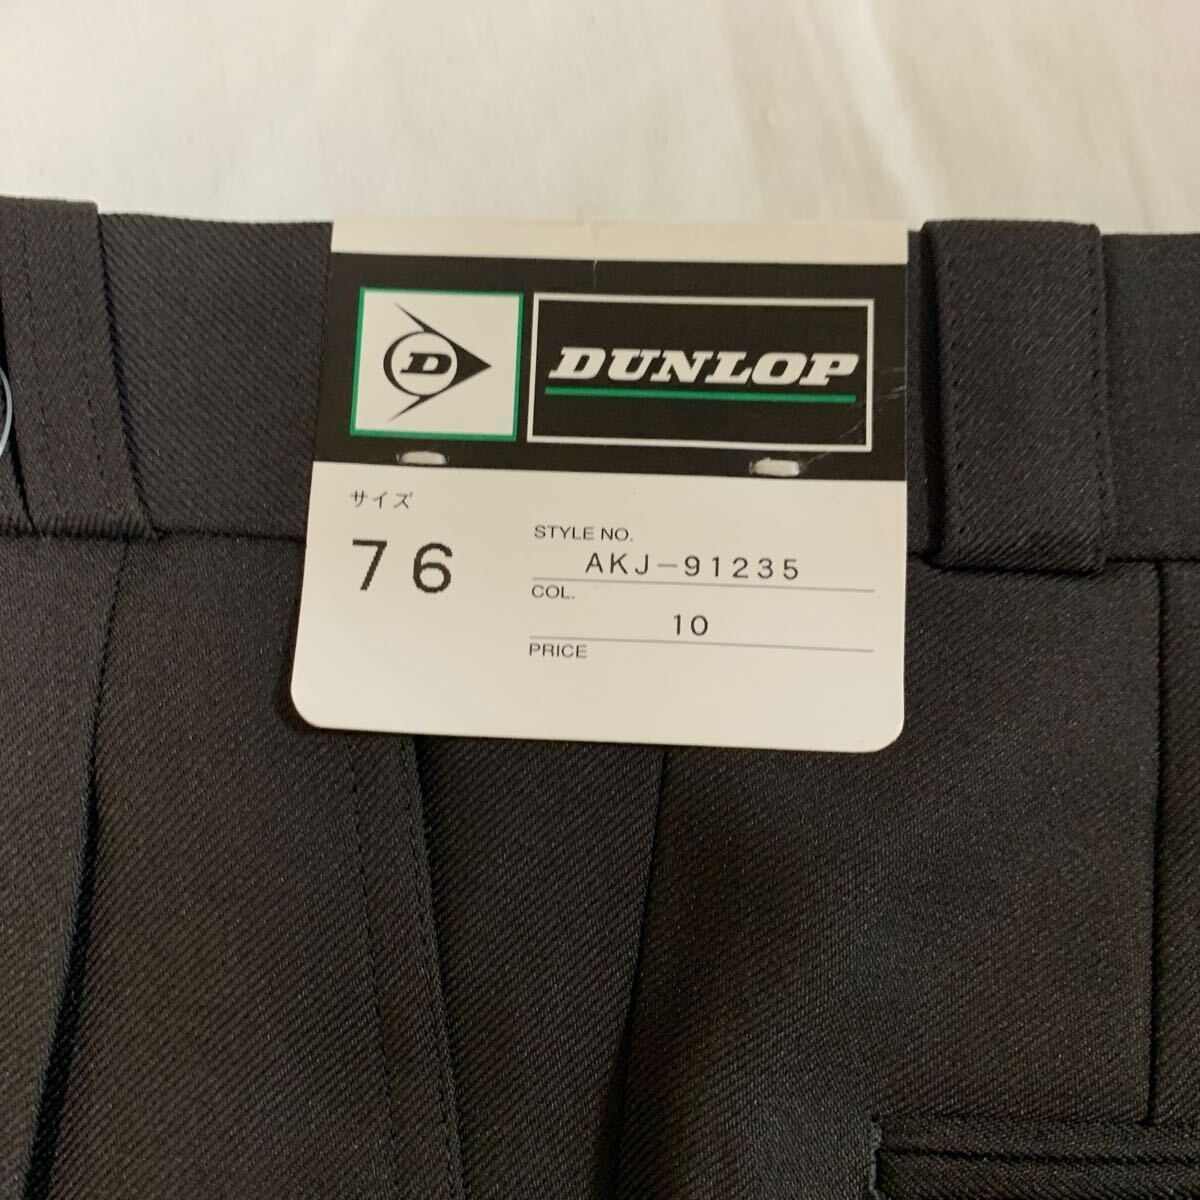 D
DUNLOP
サイズ
76
STYLE NO.
AKJ-91235
COL.
10
PRICE